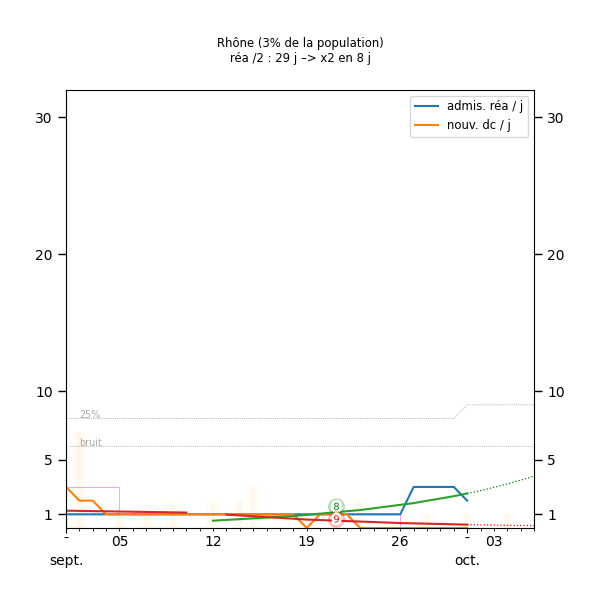 Rhône (3% de la population)
réa /2 : 29 j –> x2 en 8 j
admis. réa / j
nouv. dc / j
30
30
20
20
10
10
25%
bruit
5
5
8
9
1
1
- 05 12 19 26 - 03
sept. oct.